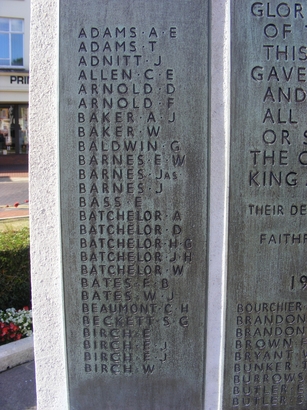 ADAMS · A · E
ADAMS · T
ADNITT · J
ALLEN · C · E
ARNOLD · D
ARNOLD · F
BAKER · A · J
BAKER · W
BALDWIN · G
BARNES · E · W
BARNES · JAS
BARNES · J
BASS · E
BATCHELOR · A
BATCHELOR · D
BATCHELOR · H · G
BATCHELOR · J · H
BATCHELOR · W
BATES · E · B
BATES · W · J
BEAUMONT · C · H
BECKETT · S · G
BIRCH · E
BIRCH · E · J
BIRCH · E · J
BIRCH · W
GLOR
OF T
THIS
GAVE
AND
ALL
OR S
THE C
KING
THEIR DE
FAITHF
BOURCHIER
BRANDON
BRANDON
BROWN
BRYANT
BUNKER
BURROWS
BUTLER
BUTLER
PRI